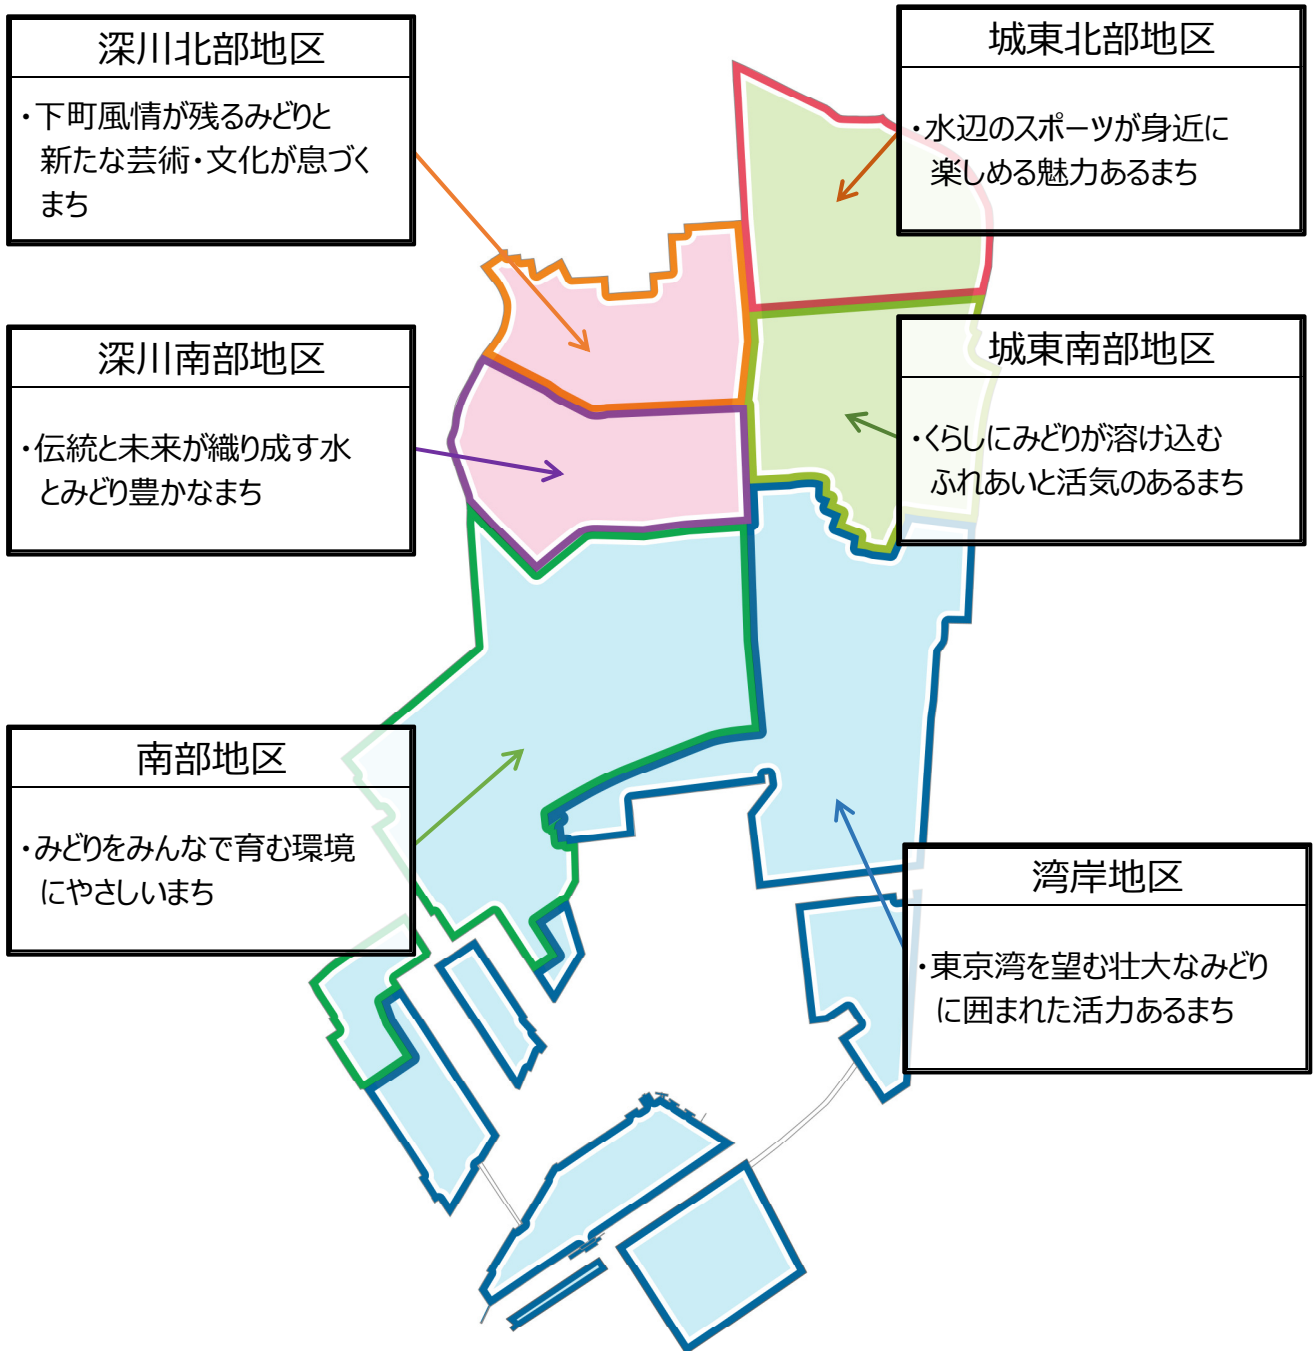 深川北部地区
・下町風情が残るみどりと
新たな芸術・文化が息づく
まち
城東北部地区
・水辺のスポーツが身近に
楽しめる魅力あるまち
深川南部地区
・伝統と未来が織り成す水
とみどり豊かなまち
城東南部地区
・くらしにみどりが溶け込む
ふれあいと活気のあるまち
南部地区
・みどりをみんなで育む環境
にやさしいまち
湾岸地区
・東京湾を望む壮大なみどり
に囲まれた活力あるまち